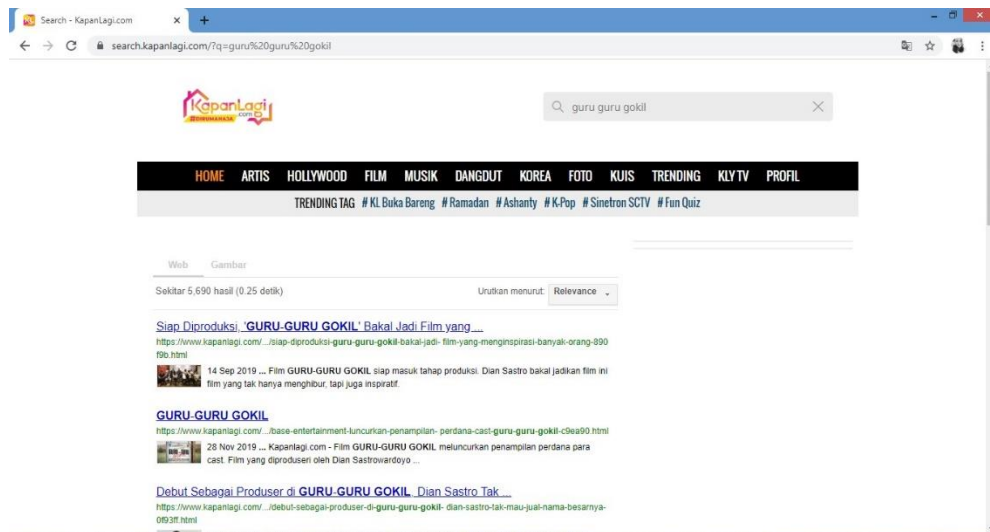 Search - KapanLagi.com
search.kapanlagi.com/?q=guru%20guru%20gokil
KapanLagi
.com
#DIRUMAHAJA
guru guru gokil
HOME ARTIS HOLLYWOOD FILM MUSIK DANGDUT KOREA FOTO KUIS TRENDING KLY TV PROFIL
TRENDING TAG # KL Buka Bareng # Ramadan # Ashanty # K-Pop # Sinetron SCTV # Fun Quiz
Web Gambar
Sekitar 5,690 hasil (0.25 detik) Urutkan menurut: Relevance
Siap Diproduksi, 'GURU-GURU GOKIL' Bakal Jadi Film yang ...
https://www.kapanlagi.com/.../siap-diproduksi-guru-guru-gokil-bakal-jadi- film-yang-menginspirasi-banyak-orang-890
f9b.html
14 Sep 2019 ... Film GURU-GURU GOKIL siap masuk tahap produksi. Dian Sastro bakal jadikan film ini
film yang tak hanya menghibur, tapi juga inspiratif.
GURU-GURU GOKIL
https://www.kapanlagi.com/.../base-entertainment-luncurkan-penampilan- perdana-cast-guru-guru-gokil-c9ea90.html
28 Nov 2019 ... Kapanlagi.com - Film GURU-GURU GOKIL meluncurkan penampilan perdana para
cast. Film yang diproduseri oleh Dian Sastrowardoyo ...
Debut Sebagai Produser di GURU-GURU GOKIL, Dian Sastro Tak ...
https://www.kapanlagi.com/.../debut-sebagai-produser-di-guru-guru-gokil- dian-sastro-tak-mau-jual-nama-besarnya-
0f93ff.html